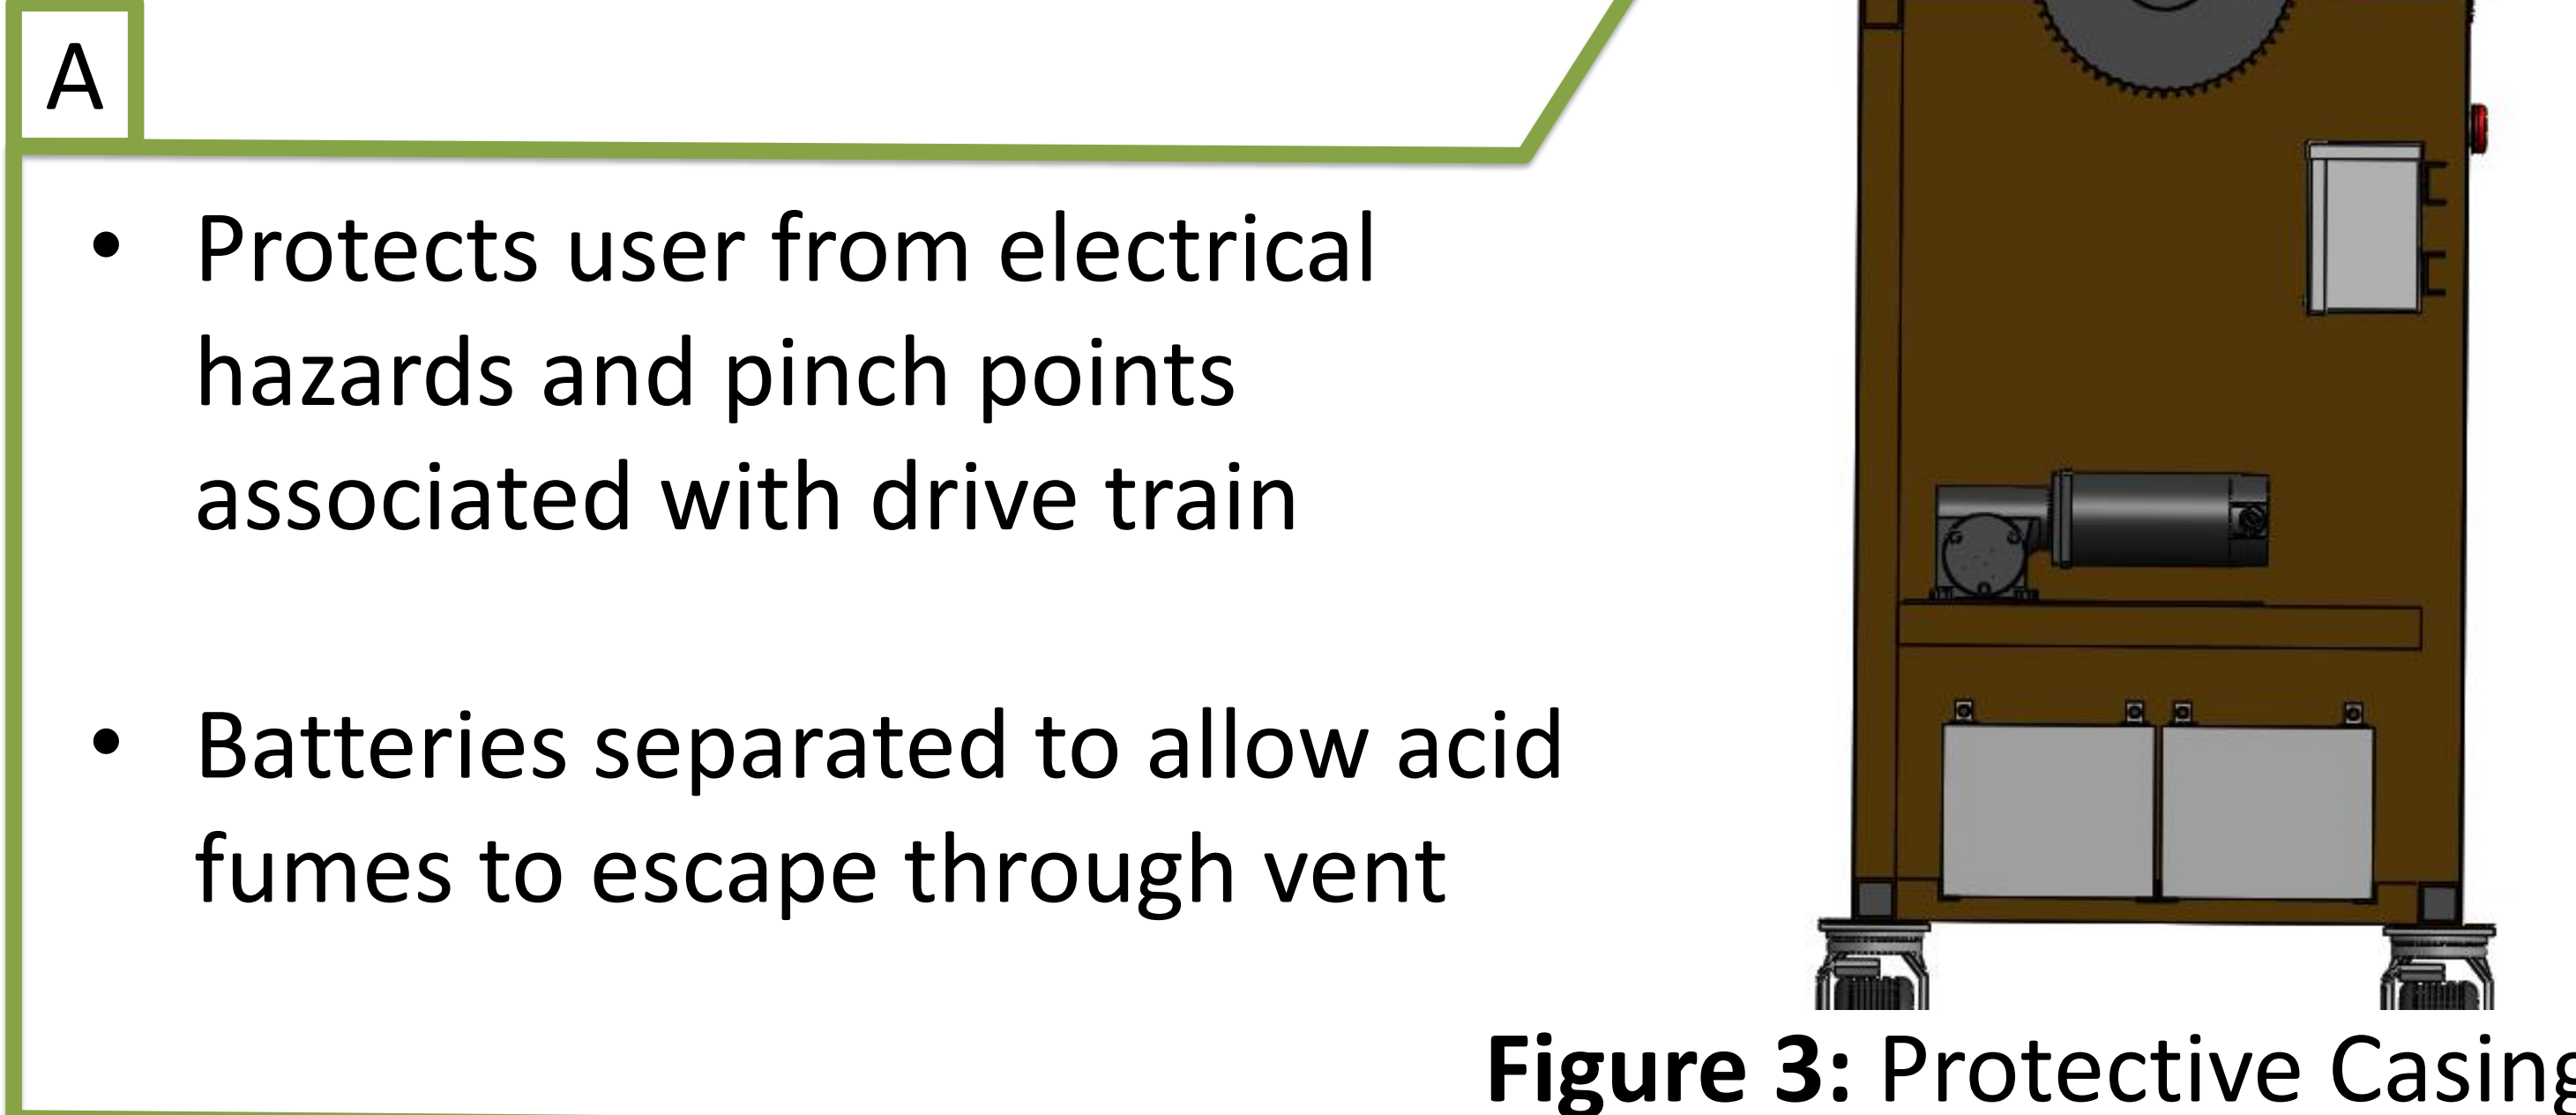 A
• Protects user from electrical
hazards and pinch points
associated with drive train
• Batteries separated to allow acid
fumes to escape through vent
Figure 3: Protective Casing